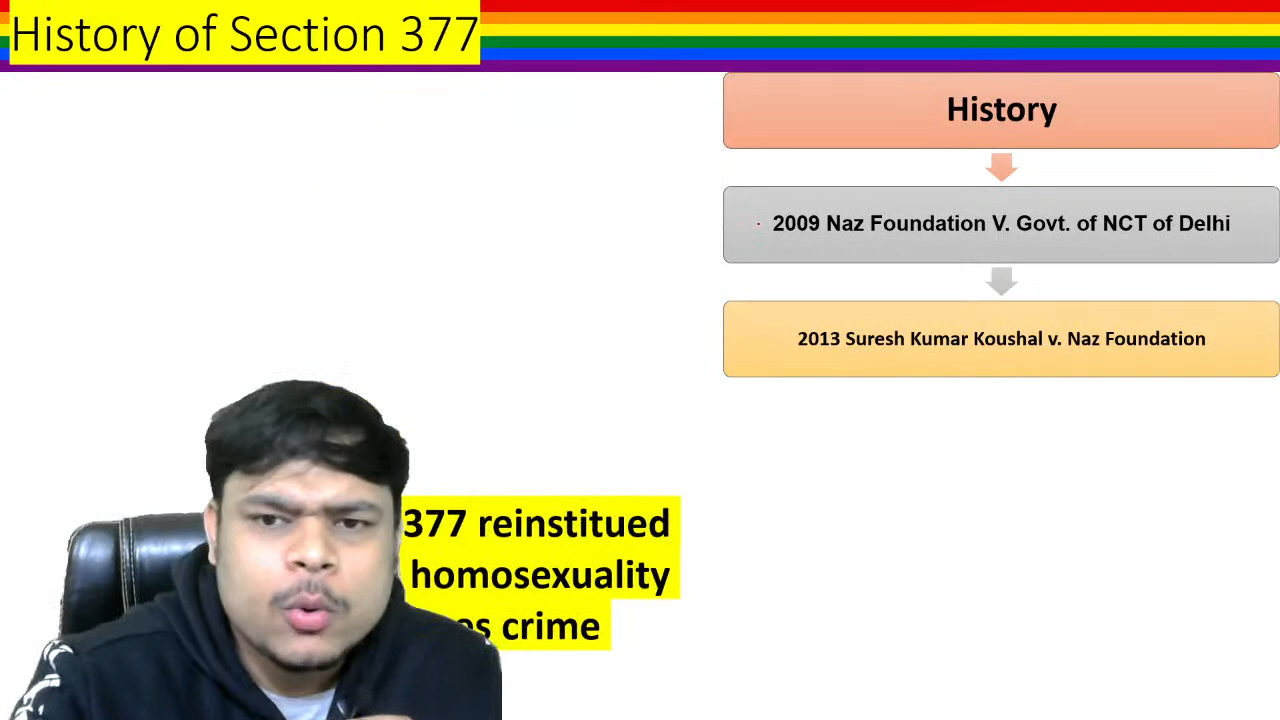 History of Section 377
History
2009 Naz Foundation V. Govt. of NCT of Delhi
2013 Suresh Kumar Koushal v. Naz Foundation
377 reinstitued
homosexuality
crime